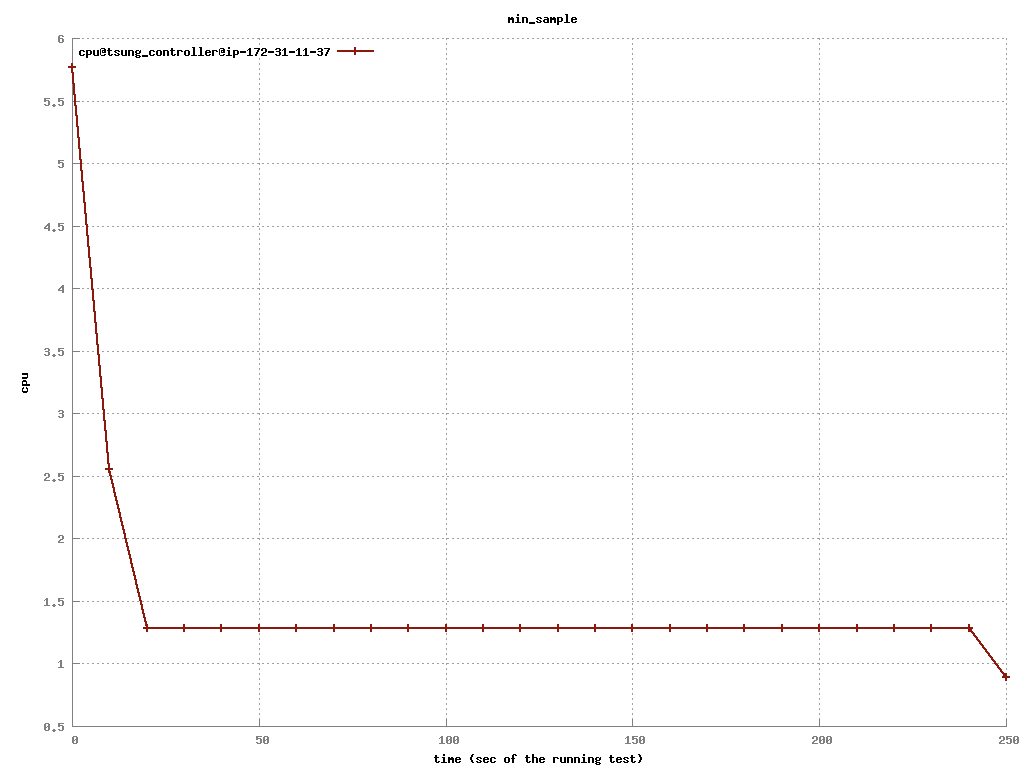 min_sample
cpu@tsung_controller@ip-172-31-11-37
6
5.5
5
4.5
4
3.5
3
2.5
2
1.5
1
0.5
cpu
0 50 100 150 200 250
time (sec of the running test)